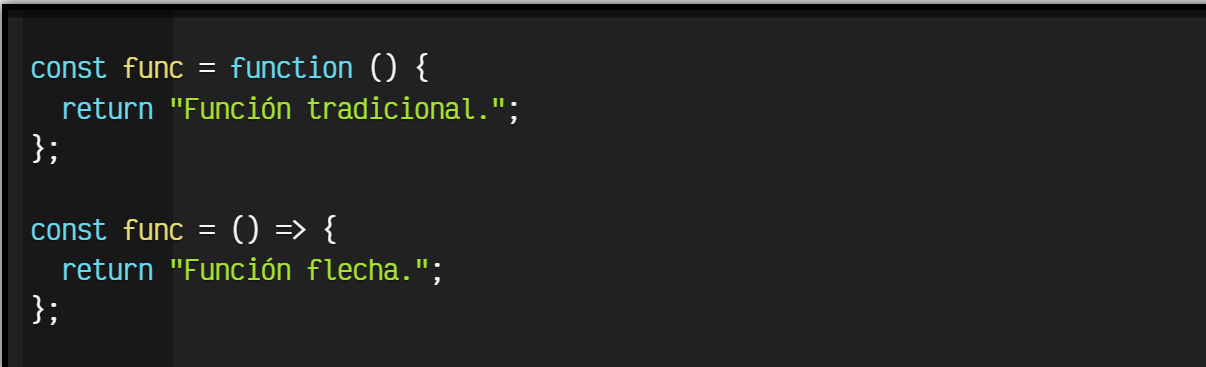 const func = function () {
  return "Función tradicional.";
};

const func = () => {
  return "Función flecha.";
};